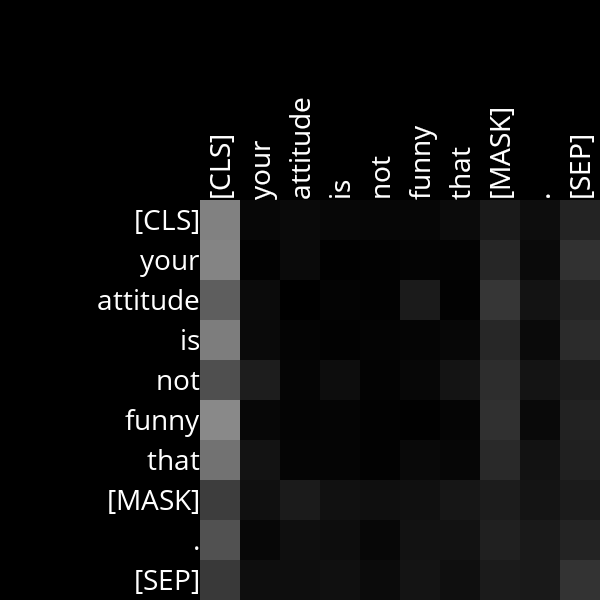 [CLS]
your
attitude
is
not
funny
that
[MASK]
.
[SEP]
[CLS]
your
attitude
is
not
funny
that
[MASK]
.
[SEP]